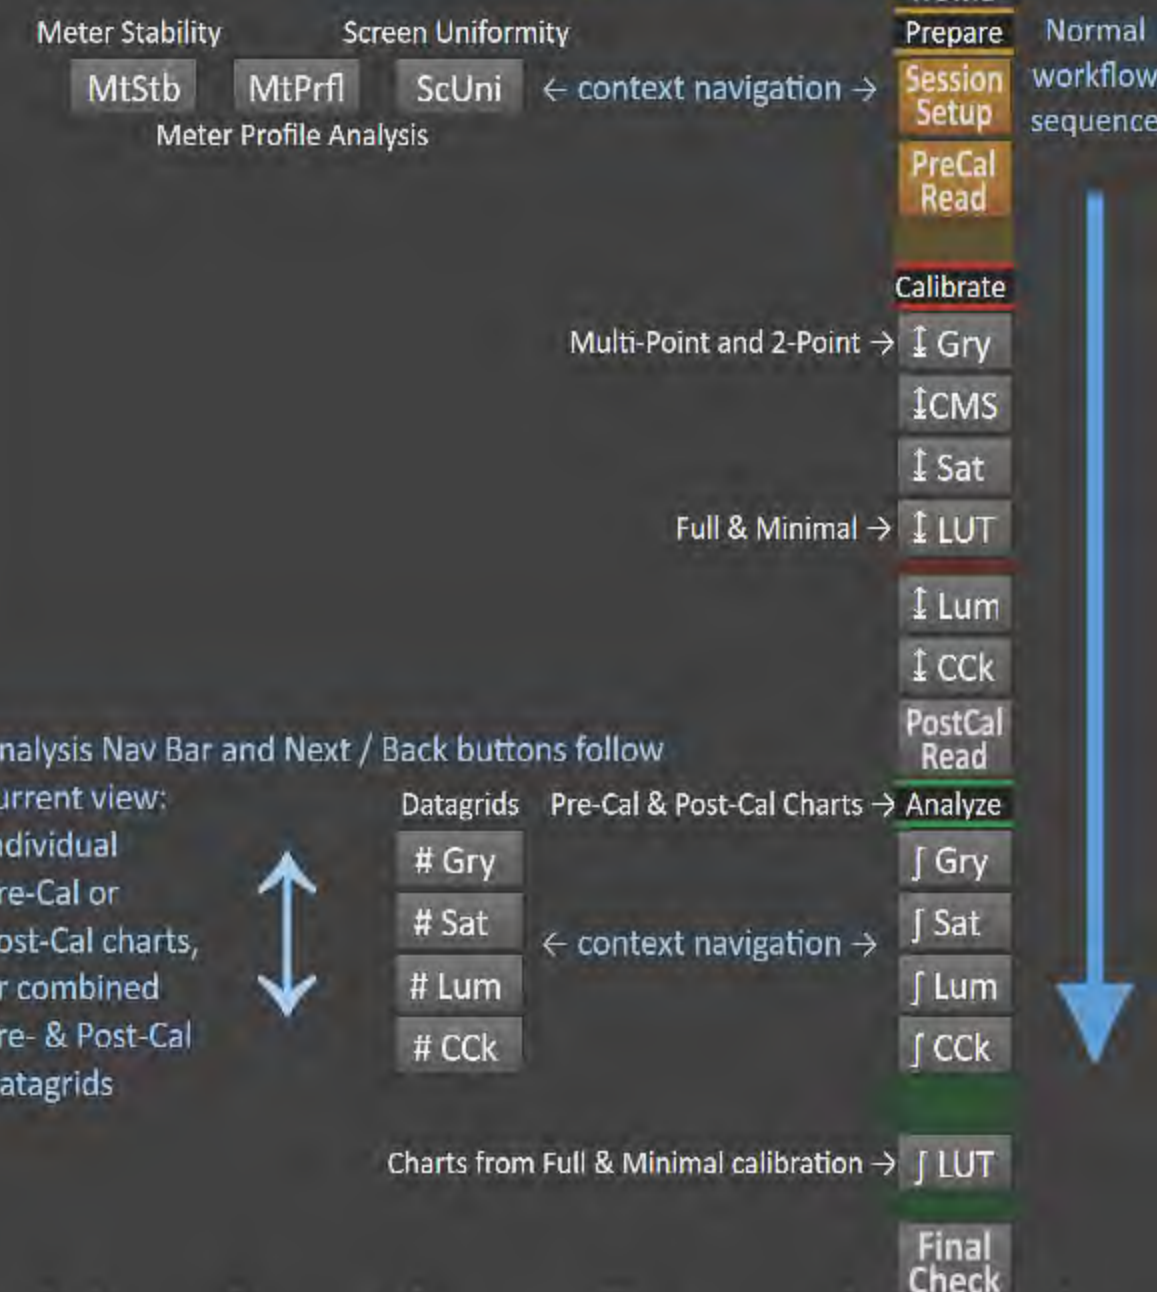 Meter Stability
Screen Uniformity
Prepare
Normal
MtStb
MtPrfl
ScUni
← context navigation →
Session
Setup
workflow
sequence
Meter Profile Analysis
PreCal
Read
Calibrate
Multi-Point and 2-Point →
↨ Gry
↨CMS
↨ Sat
Full & Minimal →
↨ LUT
↨ Lum
↨ CCk
PostCal
Read
nalysis Nav Bar and Next / Back buttons follow
urrent view:
ndividual
re-Cal or
ost-Cal charts,
r combined
re- & Post-Cal
atagrids
Datagrids
Pre-Cal & Post-Cal Charts →
Analyze
# Gry
# Sat
# Lum
# CCk
← context navigation →
∫ Gry
∫ Sat
∫ Lum
∫ CCk
Charts from Full & Minimal calibration →
∫ LUT
Final
Check